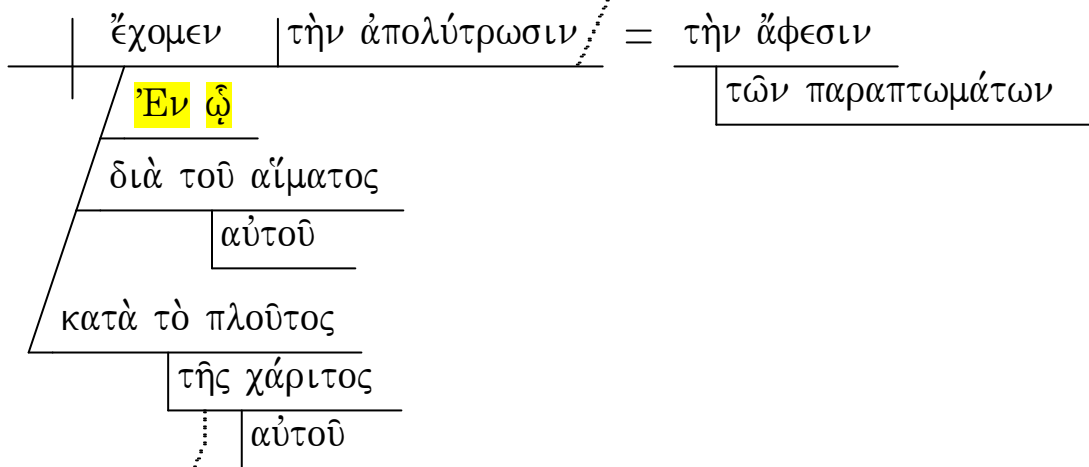 ἔχομεν τὴν ἀπολύτρωσιν = τὴν ἄφεσιν
τῶν παραπτωμάτων
Ἐν ᾧ
διὰ τοῦ αἵματος
αὐτοῦ
κατὰ τὸ πλοῦτος
τῆς χάριτος
αὐτοῦ